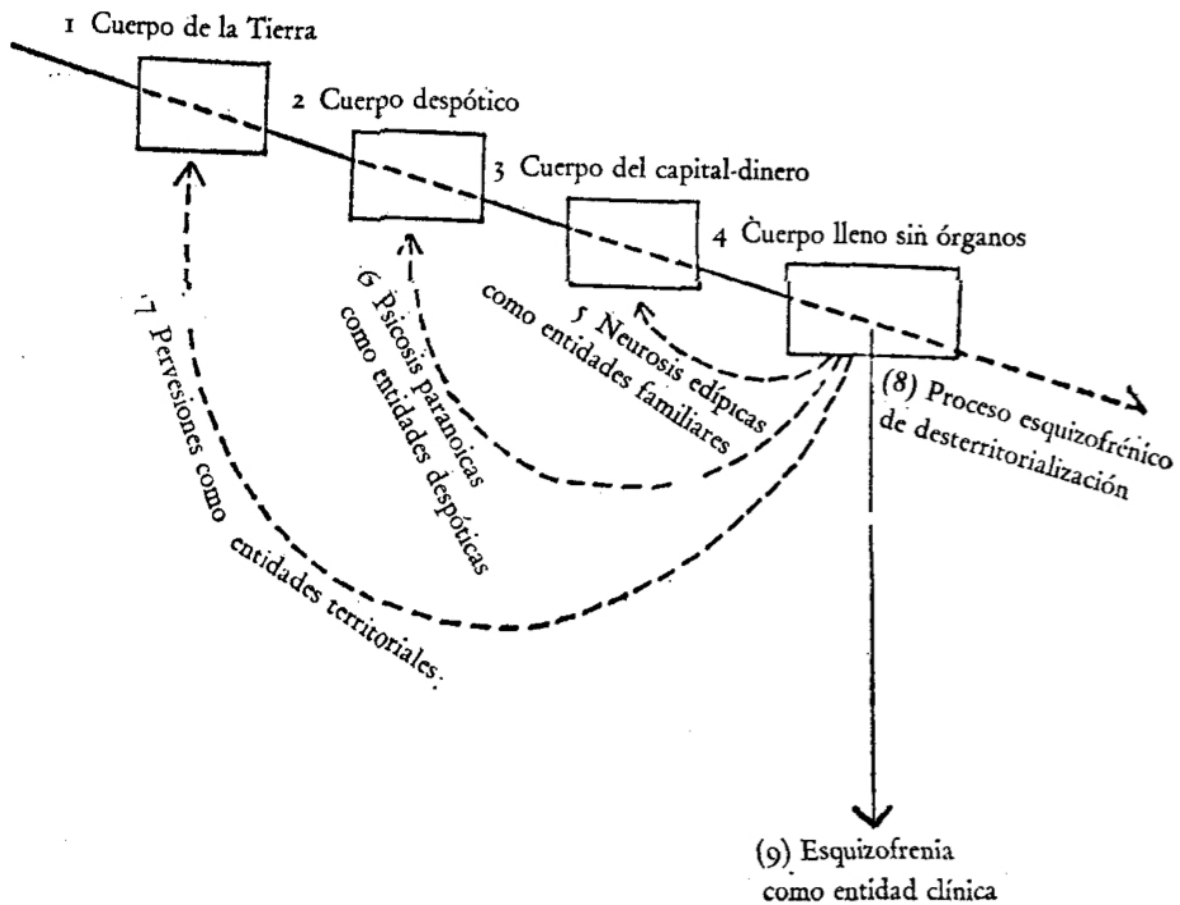 1 Cuerpo de la Tierra
2 Cuerpo despótico
3 Cuerpo del capital-dinero
4 Cuerpo lleno sin órganos
5 Neurosis edípicas
como entidades familiares
6 Psicosis paranoicas
como entidades despóticas
7 Pervesiones como
entidades territoriales
(8) Proceso esquizofrénico
de desterritorialización
(9) Esquizofrenia
como entidad clínica